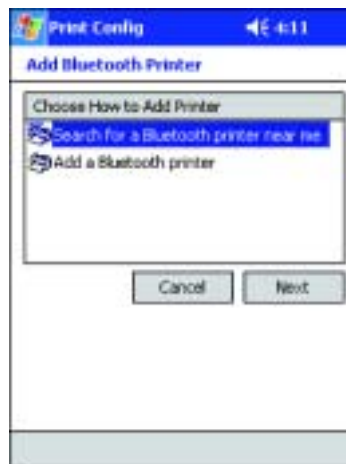 Print Config 4:11
Add Bluetooth Printer
Choose How to Add Printer
Search for a Bluetooth printer near me
Add a Bluetooth printer
Cancel Next